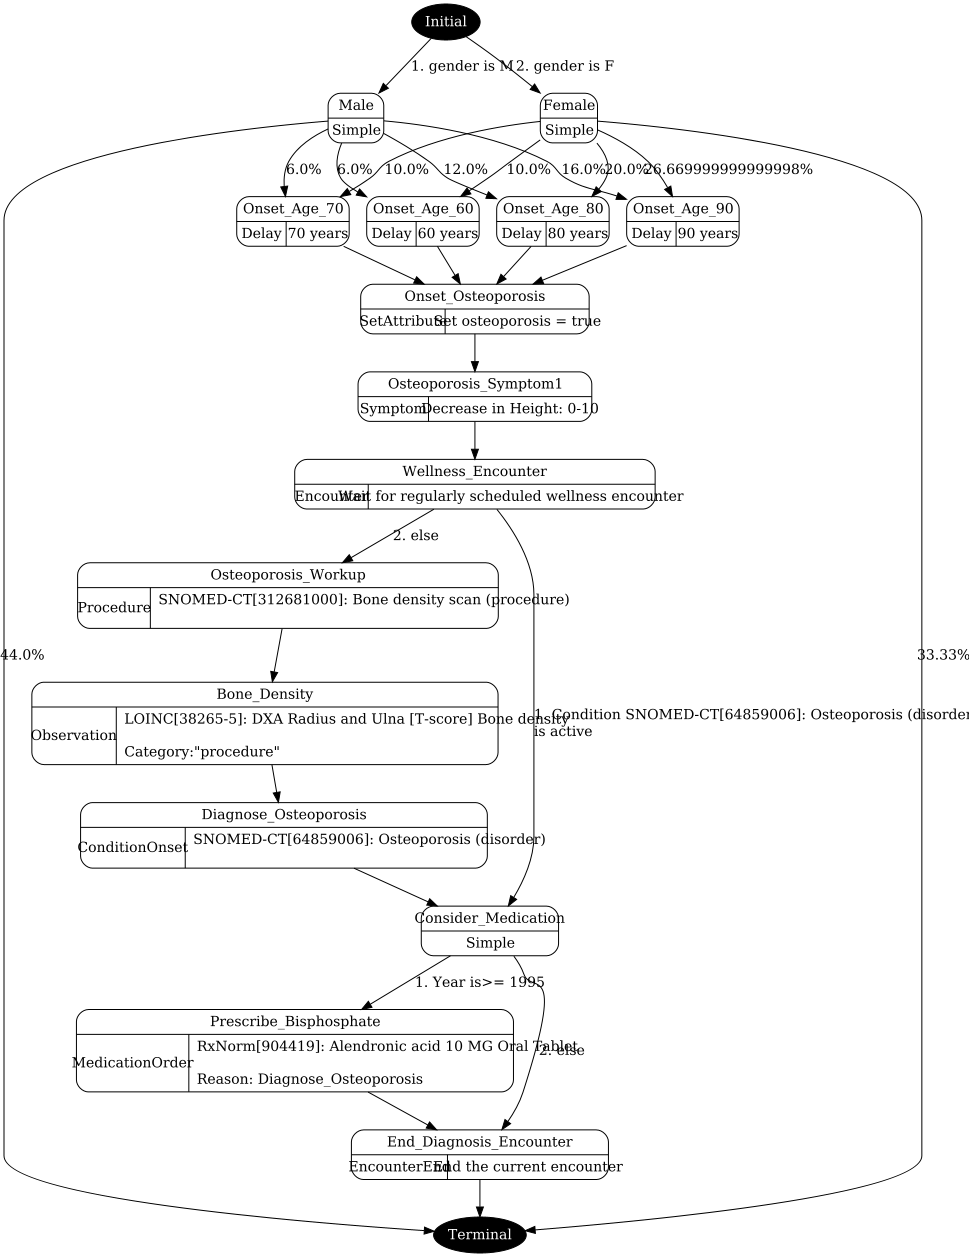 Initial
1. gender is M
2. gender is F
Male
Simple
Female
Simple
6.0%
6.0%
10.0%
12.0%
10.0%
16.0%
20.0%
26.669999999999998%
Onset_Age_70
Delay
70 years
Onset_Age_60
Delay
60 years
Onset_Age_80
Delay
80 years
Onset_Age_90
Delay
90 years
Onset_Osteoporosis
SetAttribute
Set osteoporosis = true
Osteoporosis_Symptom1
Symptom
Decrease in Height: 0-10
Wellness_Encounter
Encounter
Wait for regularly scheduled wellness encounter
2. else
Osteoporosis_Workup
Procedure
SNOMED-CT[312681000]: Bone density scan (procedure)
44.0%
33.33%
Bone_Density
Observation
LOINC[38265-5]: DXA Radius and Ulna [T-score] Bone density
Category:"procedure"
1. Condition SNOMED-CT[64859006]: Osteoporosis (disorder
is active
Diagnose_Osteoporosis
ConditionOnset
SNOMED-CT[64859006]: Osteoporosis (disorder)
Consider_Medication
Simple
1. Year is>= 1995
Prescribe_Bisphosphate
MedicationOrder
RxNorm[904419]: Alendronic acid 10 MG Oral Tablet
Reason: Diagnose_Osteoporosis
2. else
End_Diagnosis_Encounter
EncounterEnd
End the current encounter
Terminal